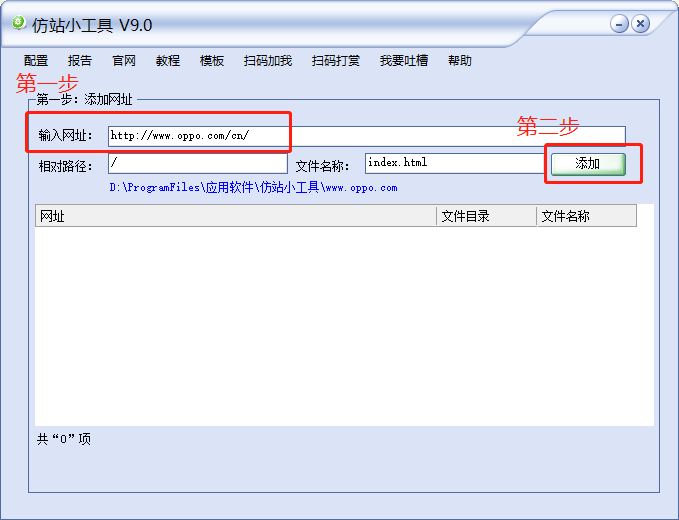 仿站小工具 V9.0
配置 报告 官网 教程 模板 扫码加我 扫码打赏 我要吐槽 帮助
第一步
第一步：添加网址
输入网址： http://www.oppo.com/cn/
第二步
相对路径： / 文件名称： index.html 添加
D:\ProgramFiles\应用软件\仿站小工具\www.oppo.com
网址 文件目录 文件名称
共“0”项